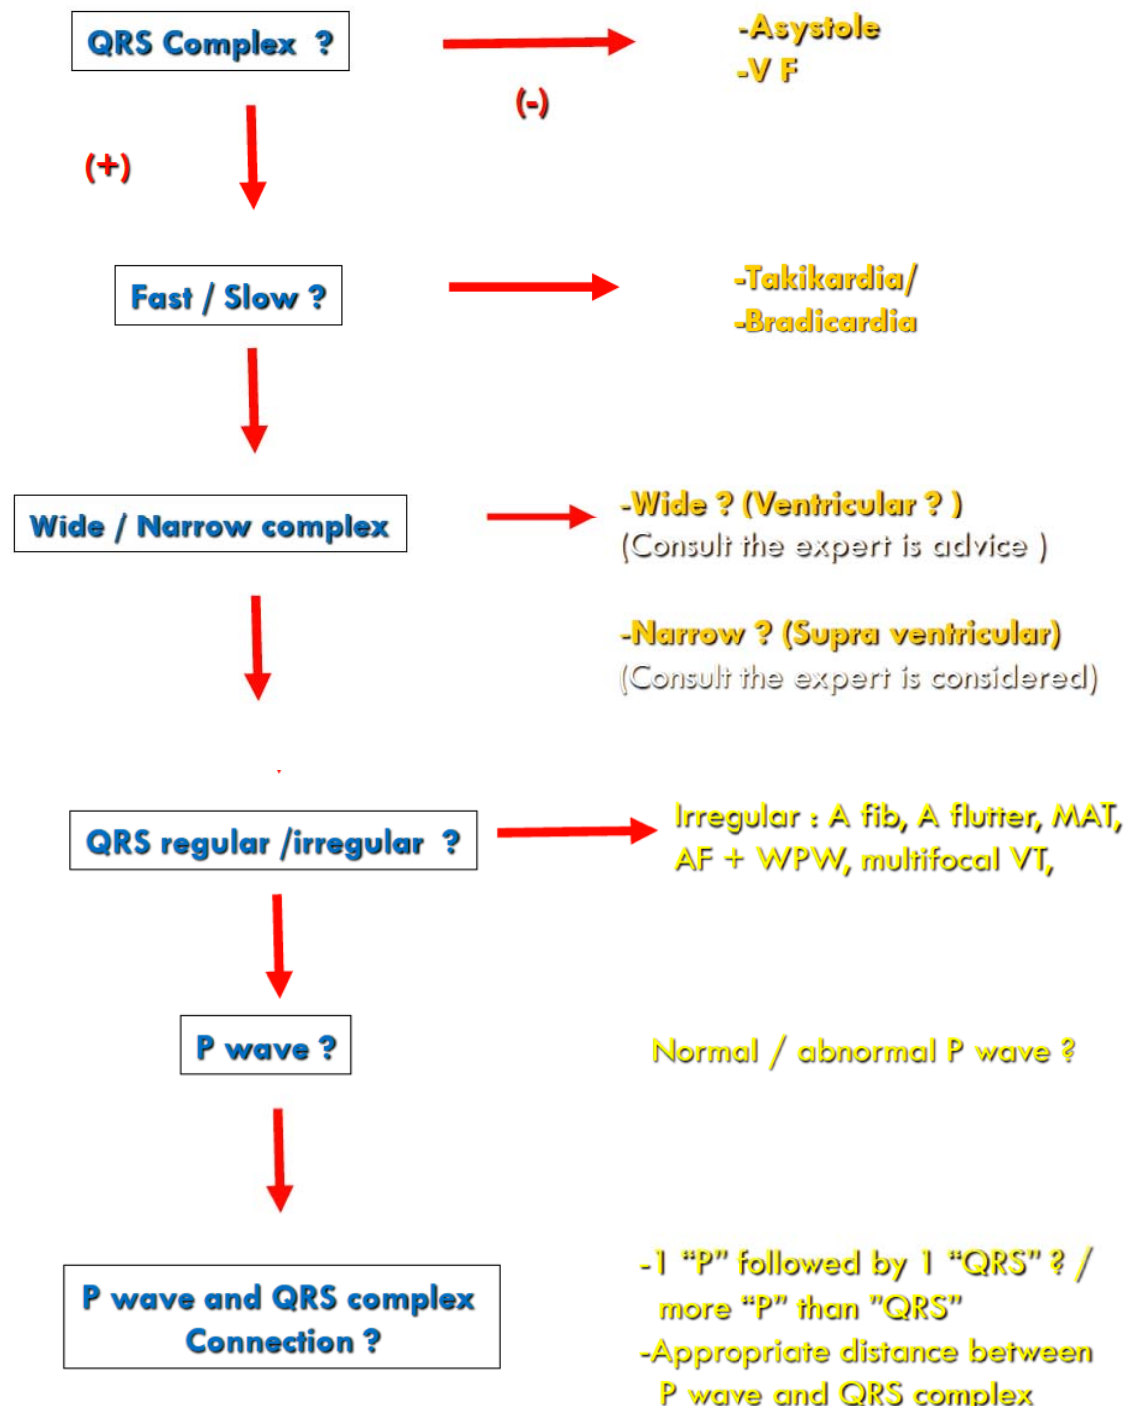 QRS Complex ?
-Asystole
-V F
(-)
(+)
Fast / Slow ?
-Takikardia/
-Bradicardia
Wide / Narrow complex
-Wide ? (Ventricular ? )
(Consult the expert is advice )
-Narrow ? (Supra ventricular)
(Consult the expert is considered)
QRS regular /irregular ?
Irregular : A fib, A flutter, MAT,
AF + WPW, multifocal VT,
P wave ?
Normal / abnormal P wave ?
P wave and QRS complex
Connection ?
-1 “P” followed by 1 “QRS” ? /
more “P” than ”QRS”
-Appropriate distance between
P wave and QRS complex